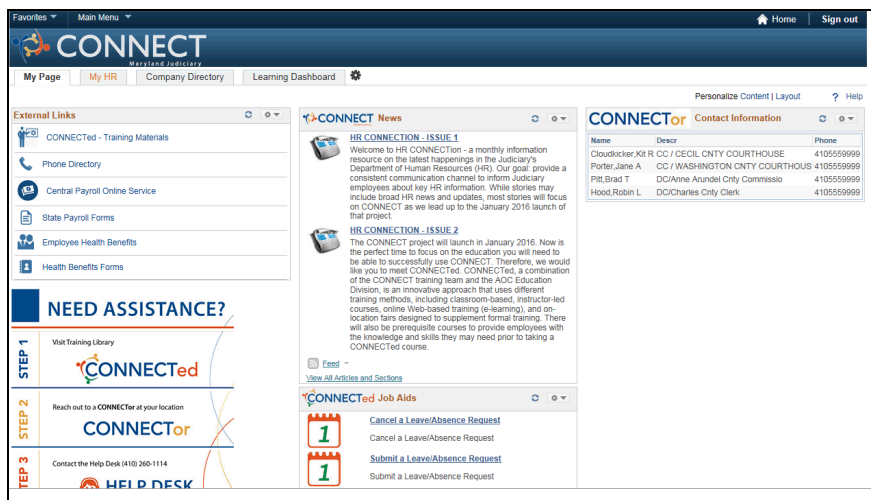 Favorites Main Menu Home Sign out
CONNECT
Maryland Judiciary
My Page My HR Company Directory Learning Dashboard
Personalize Content | Layout ? Help
External Links
CONNECTed - Training Materials
Phone Directory
Central Payroll Online Service
State Payroll Forms
Employee Health Benefits
Health Benefits Forms
NEED ASSISTANCE?
STEP 1
Visit Training Library
CONNECTed
STEP 2
Reach out to a CONNECTor at your location
CONNECTor
STEP 3
Contact the Help Desk (410) 260-1114
HELP DESK
CONNECT News
HR CONNECTION - ISSUE 1
Welcome to HR CONNECTion - a monthly information
resource on the latest happenings in the Judiciary's
Department of Human Resources (HR). Our goal: provide a
consistent communication channel to inform Judiciary
employees about key HR information. While stories may
include broad HR news and updates, most stories will focus
on CONNECT as we lead up to the January 2016 launch of
that project.
HR CONNECTION - ISSUE 2
The CONNECT project will launch in January 2016. Now is
the perfect time to focus on the education you will need to
be able to successfully use CONNECT. Therefore, we would
like you to meet CONNECTed. CONNECTed, a combination
of the CONNECT training team and the AOC Education
Division, is an innovative approach that uses different
training methods, including classroom-based, instructor-led
courses, online Web-based training (e-learning), and on-
location fairs designed to supplement formal training. There
will also be prerequisite courses to provide employees with
the knowledge and skills they may need prior to taking a
CONNECTed course.
Feed
View All Articles and Sections
CONNECTed Job Aids
1
Cancel a Leave/Absence Request
Cancel a Leave/Absence Request
1
Submit a Leave/Absence Request
Submit a Leave/Absence Request
CONNECTor Contact Information
Name Descr Phone
Cloudkicker,Kit R CC / CECIL CNTY COURTHOUSE 4105559999
Porter,Jane A CC / WASHINGTON CNTY COURTHOUS 4105559999
Pitt,Brad T DC/Anne Arundel Cnty Commissio 4105559999
Hood,Robin L DC/Charles Cnty Clerk 4105559999